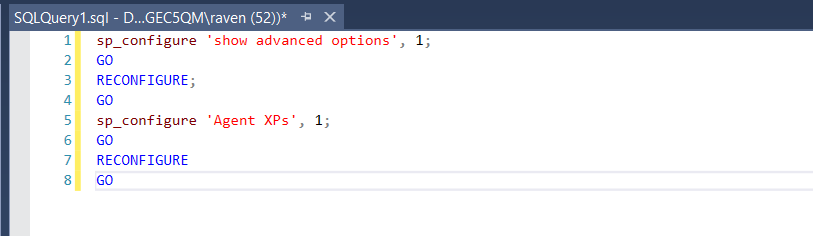 SQLQuery1.sql - D...GEC5QM\raven (52))*
1 sp_configure 'show advanced options', 1;
2 GO
3 RECONFIGURE;
4 GO
5 sp_configure 'Agent XPs', 1;
6 GO
7 RECONFIGURE
8 GO